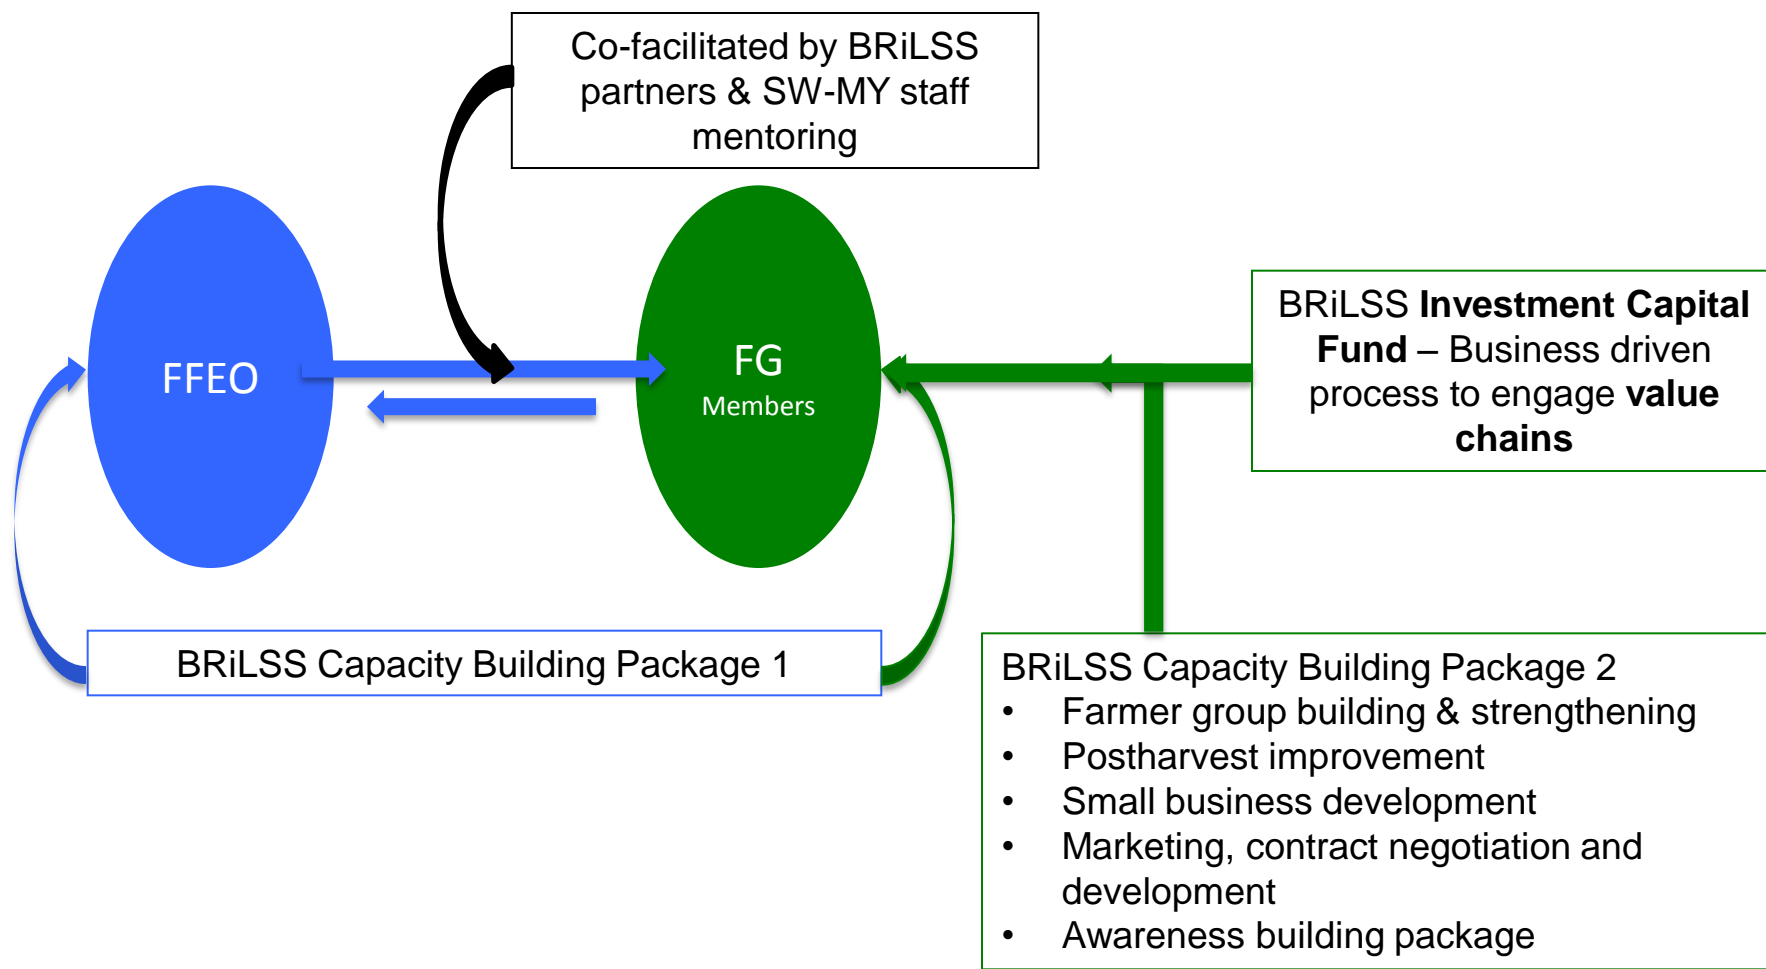 Co-facilitated by BRiLSS
partners & SW-MY staff
mentoring
FFEO
FG
Members
BRiLSS Investment Capital
Fund – Business driven
process to engage value
chains
BRiLSS Capacity Building Package 1
BRiLSS Capacity Building Package 2
• Farmer group building & strengthening
• Postharvest improvement
• Small business development
• Marketing, contract negotiation and
development
• Awareness building package